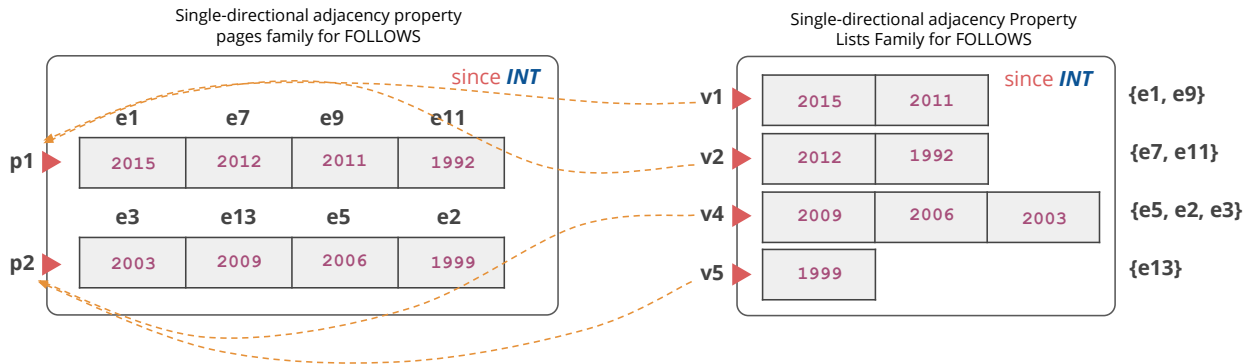 Single-directional adjacency property
pages family for FOLLOWS
since INT
e1 e7 e9 e11
p1 2015 2012 2011 1992
e3 e13 e5 e2
p2 2003 2009 2006 1999
Single-directional adjacency Property
Lists Family for FOLLOWS
since INT
v1 2015 2011 {e1, e9}
v2 2012 1992 {e7, e11}
v4 2009 2006 2003 {e5, e2, e3}
v5 1999 {e13}